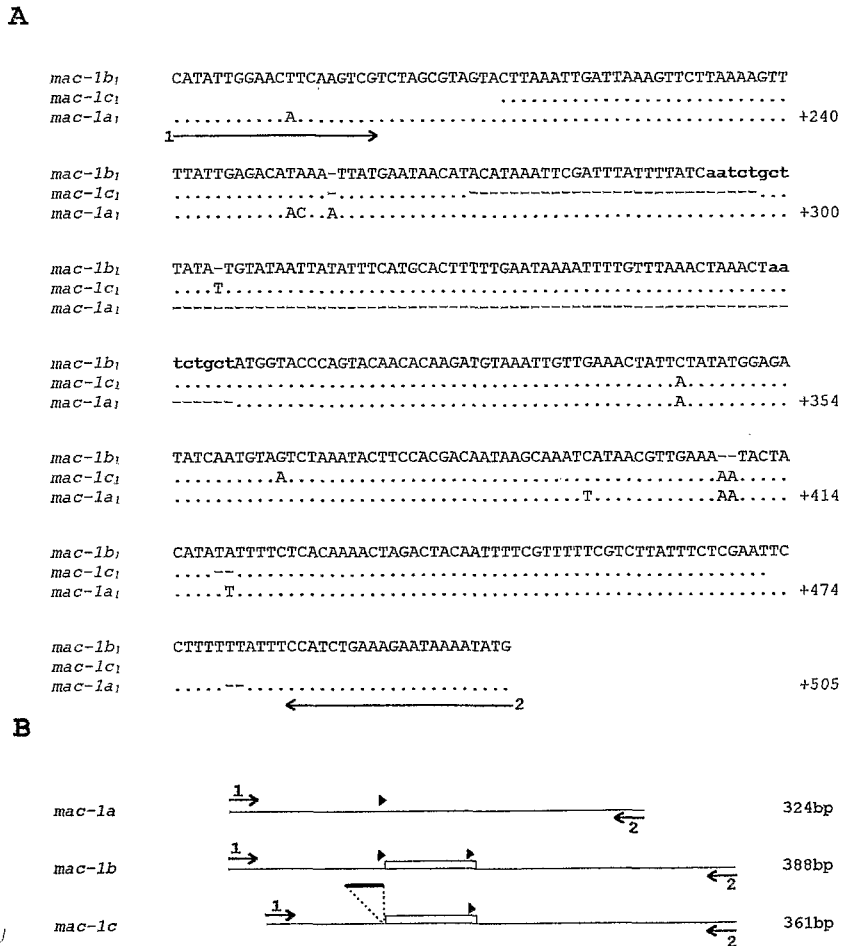 A
mac-1b1 CATATTGGAACTTCAAGTCGTCTAGCGTAGTACTTAAATTGATTAAAGTTCTTAAAAGTT
mac-1c1 ............................
mac-1a1 ...........A................................................ +240
1
mac-1b1 TTATTGAGACATAAA-TTATGAATAACATACATAAATTCGATTTATTTTATCaatctgct
mac-1c1 ...............-.............----------------------------...
mac-1a1 ...........AC..A............................................ +300
mac-1b1 TATA-TGTATAATTATATTTCATGCACTTTTTGAATAAAATTTTGTTTAAACTAAACTaa
mac-1c1 ....T.......................................................
mac-1a1 ------------------------------------------------------------
mac-1b1 tctgctATGGTACCCAGTACAACACAAGATGTAAATTGTTGAAACTATTCTATATGGAGA
mac-1c1 .................................................A..........
mac-1a1 ------...........................................A.......... +354
mac-1b1 TATCAATGTAGTCTAAATACTTCCACGACAATAAGCAAATCATAACGTTGAAA--TACTA
mac-1c1 ..........A..........................................AA.....
mac-1a1 ........................................T............AA..... +414
mac-1b1 CATATATTTTCTCACAAAACTAGACTACAATTTTCGTTTTTCGTCTTATTTCTCGAATTC
mac-1c1 ....--....................................................
mac-1a1 .....T...................................................... +474
mac-1b1 CTTTTTTATTTCCATCTGAAAGAATAAAATATG
mac-1c1
mac-1a1 .....--.......................... +505
2
B
1
mac-1a 324bp
2
1
mac-1b 388bp
2
1
mac-1c 361bp
2